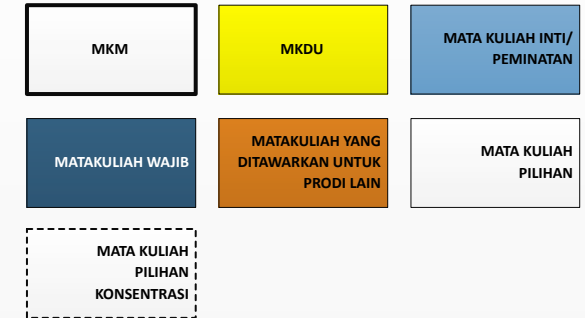 MKM
MKDU
MATA KULIAH INTI/
PEMINATAN
MATAKULIAH WAJIB
MATAKULIAH YANG
DITAWARKAN UNTUK
PRODI LAIN
MATA KULIAH
PILIHAN
MATA KULIAH
PILIHAN
KONSENTRASI